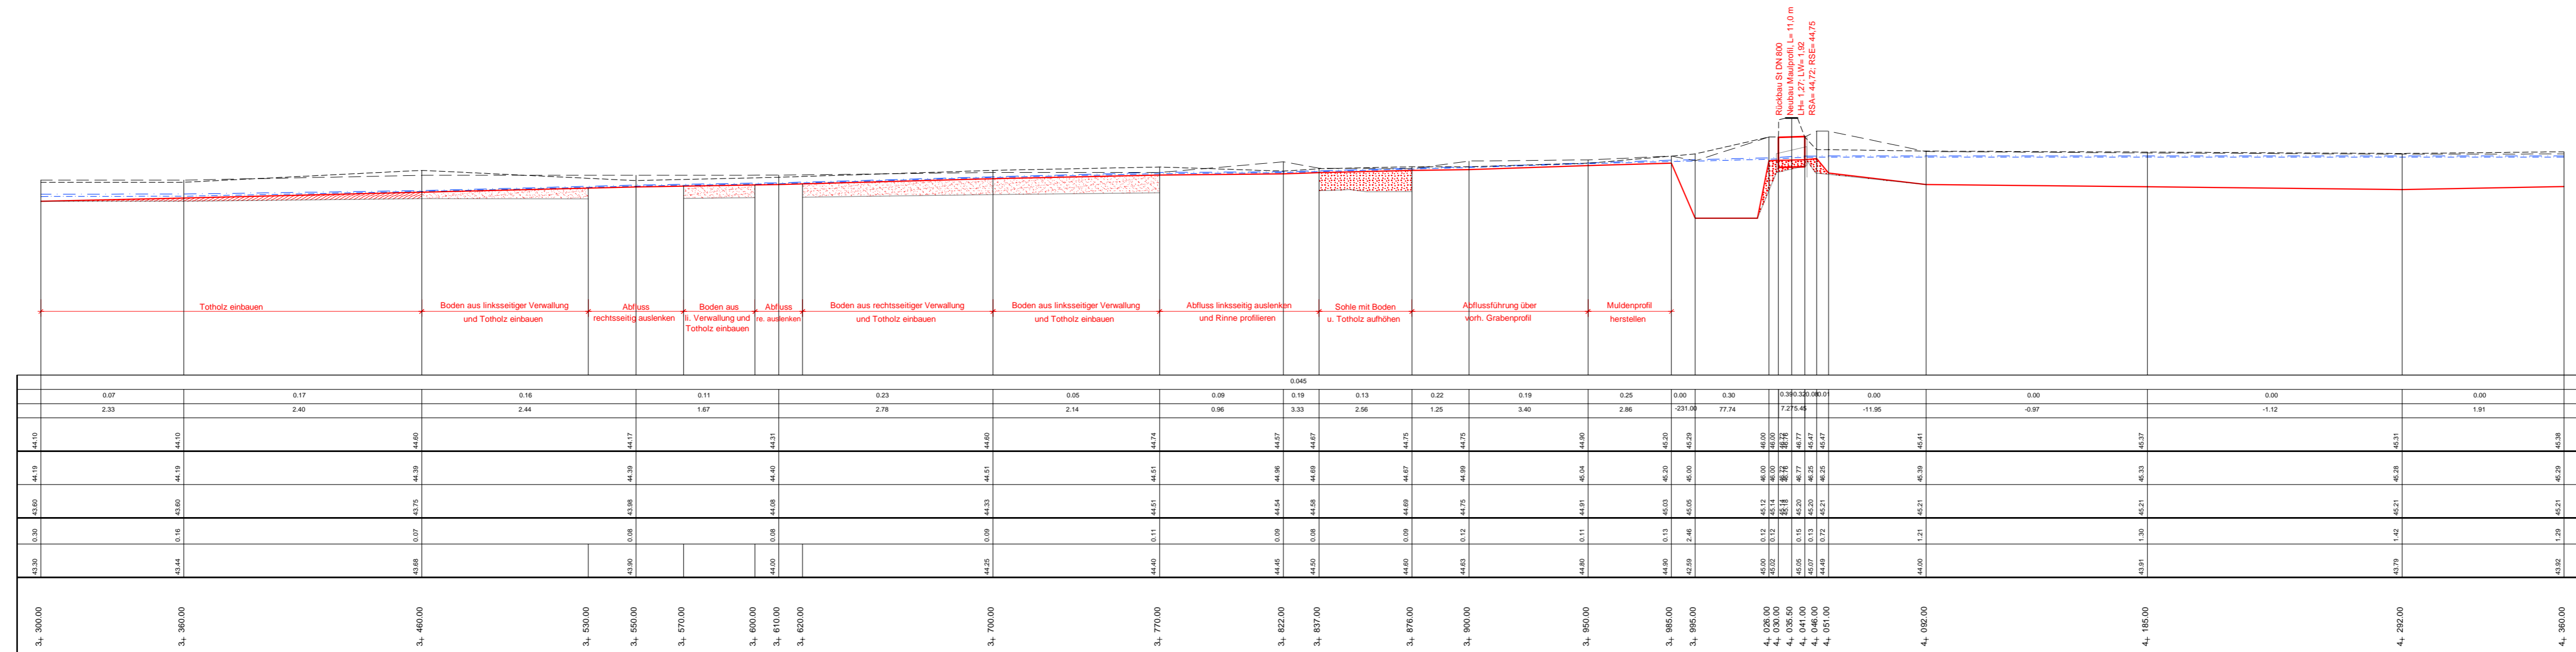 Rückbau St DN 800
Neubau Maulprofil, L= 11,0 m
LH= 1,27; LW= 1,92
RSA= 44,72; RSE= 44,75
Totholz einbauen
Boden aus linksseitiger Verwallung
und Totholz einbauen
Abfluss
rechtsseitig auslenken
Boden aus
li. Verwallung und
Totholz einbauen
Abfluss
re. auslenken
Boden aus rechtsseitiger Verwallung
und Totholz einbauen
Boden aus linksseitiger Verwallung
und Totholz einbauen
Abfluss linksseitig auslenken
und Rinne profilieren
Sohle mit Boden
u. Totholz aufhöhen
Abflussführung über
vorh. Grabenprofil
Muldenprofil
herstellen
0.045
0.07 0.17 0.16 0.11 0.23 0.05 0.09 0.19 0.13 0.22 0.19 0.25 0.00 0.30 0.39 0.32 0.08 0.01 0.00 0.00 0.00 0.00
2.33 2.40 2.44 1.67 2.78 2.14 0.96 3.33 2.56 1.25 3.40 2.86 -231.00 77.74 7.27 5.45 -11.95 -0.97 -1.12 1.91
44.10 44.10 44.60 44.17 44.31 44.60 44.74 44.57 44.67 44.75 44.75 44.90 45.20 45.29 46.00 46.00 46.77 45.47 45.47 45.41 45.37 45.31 45.38
44.19 44.19 44.39 44.39 44.40 44.51 44.51 44.96 44.69 44.67 44.99 45.04 45.20 45.00 46.00 46.00 46.77 46.25 46.25 45.39 45.33 45.28 45.29
43.60 43.60 43.75 43.98 44.08 44.33 44.51 44.54 44.58 44.69 44.75 44.91 45.03 45.05 45.12 45.14 45.18 45.20 45.20 45.21 45.21 45.21 45.21 45.21
0.30 0.16 0.07 0.08 0.08 0.09 0.11 0.09 0.08 0.09 0.12 0.11 0.13 2.46 0.12 0.12 0.15 0.13 0.72 1.21 1.30 1.42 1.29
43.30 43.44 43.68 43.90 44.00 44.25 44.40 44.45 44.50 44.60 44.63 44.80 44.90 42.59 45.00 45.02 45.05 45.07 44.49 44.00 43.91 43.79 43.92
3+ 300.00 3+ 360.00 3+ 460.00 3+ 530.00 3+ 550.00 3+ 570.00 3+ 600.00 3+ 610.00 3+ 620.00 3+ 700.00 3+ 770.00 3+ 822.00 3+ 837.00 3+ 876.00 3+ 900.00 3+ 950.00 3+ 985.00 3+ 995.00 4+ 026.00 4+ 030.00 4+ 035.50 4+ 041.00 4+ 046.00 4+ 051.00 4+ 092.00 4+ 185.00 4+ 292.00 4+ 360.00